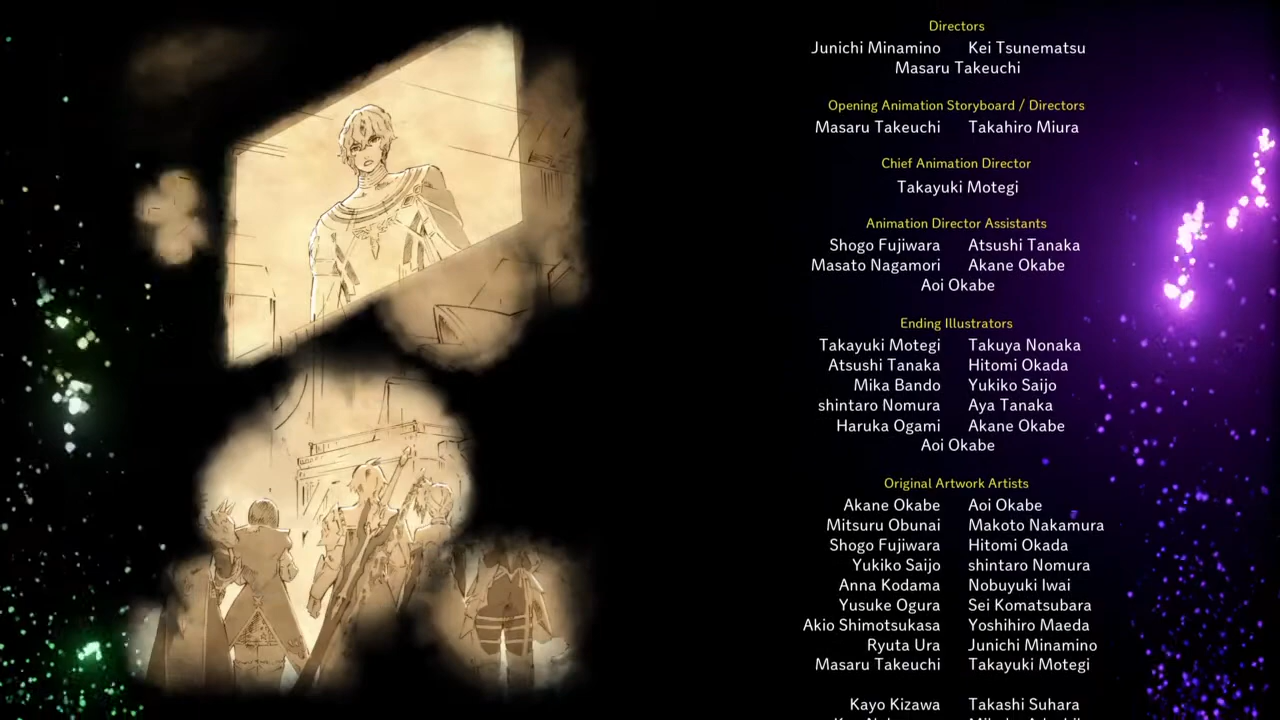 Directors
Junichi Minamino Kei Tsunematsu
Masaru Takeuchi
Opening Animation Storyboard / Directors
Masaru Takeuchi Takahiro Miura
Chief Animation Director
Takayuki Motegi
Animation Director Assistants
Shogo Fujiwara Atsushi Tanaka
Masato Nagamori Akane Okabe
Aoi Okabe
Ending Illustrators
Takayuki Motegi Takuya Nonaka
Atsushi Tanaka Hitomi Okada
Mika Bando Yukiko Saijo
shintaro Nomura Aya Tanaka
Haruka Ogami Akane Okabe
Aoi Okabe
Original Artwork Artists
Akane Okabe Aoi Okabe
Mitsuru Obunai Makoto Nakamura
Shogo Fujiwara Hitomi Okada
Yukiko Saijo shintaro Nomura
Anna Kodama Nobuyuki Iwai
Yusuke Ogura Sei Komatsubara
Akio Shimotsukasa Yoshihiro Maeda
Ryuta Ura Junichi Minamino
Masaru Takeuchi Takayuki Motegi
Kayo Kizawa Takashi Suhara